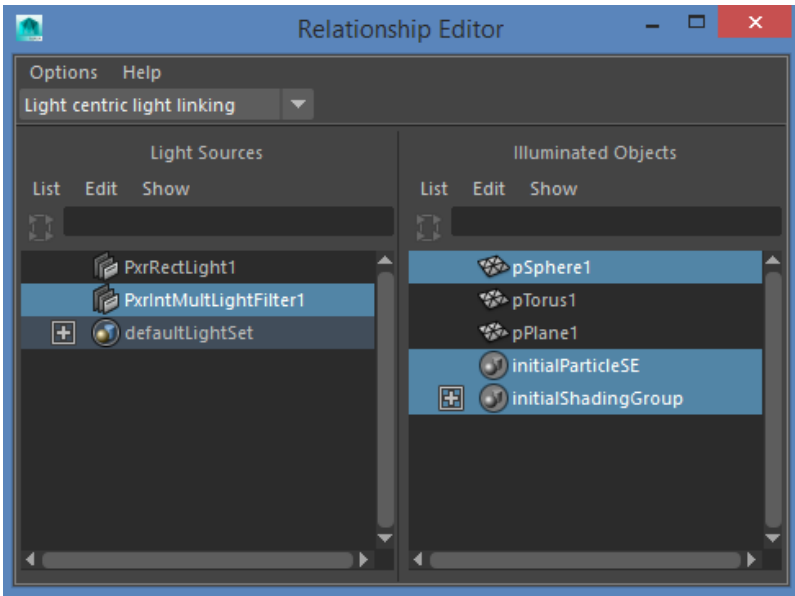 Relationship Editor
Options Help
Light centric light linking
Light Sources
List Edit Show
PxrRectLight1
PxrIntMultLightFilter1
defaultLightSet
Illuminated Objects
List Edit Show
pSphere1
pTorus1
pPlane1
initialParticleSE
initialShadingGroup